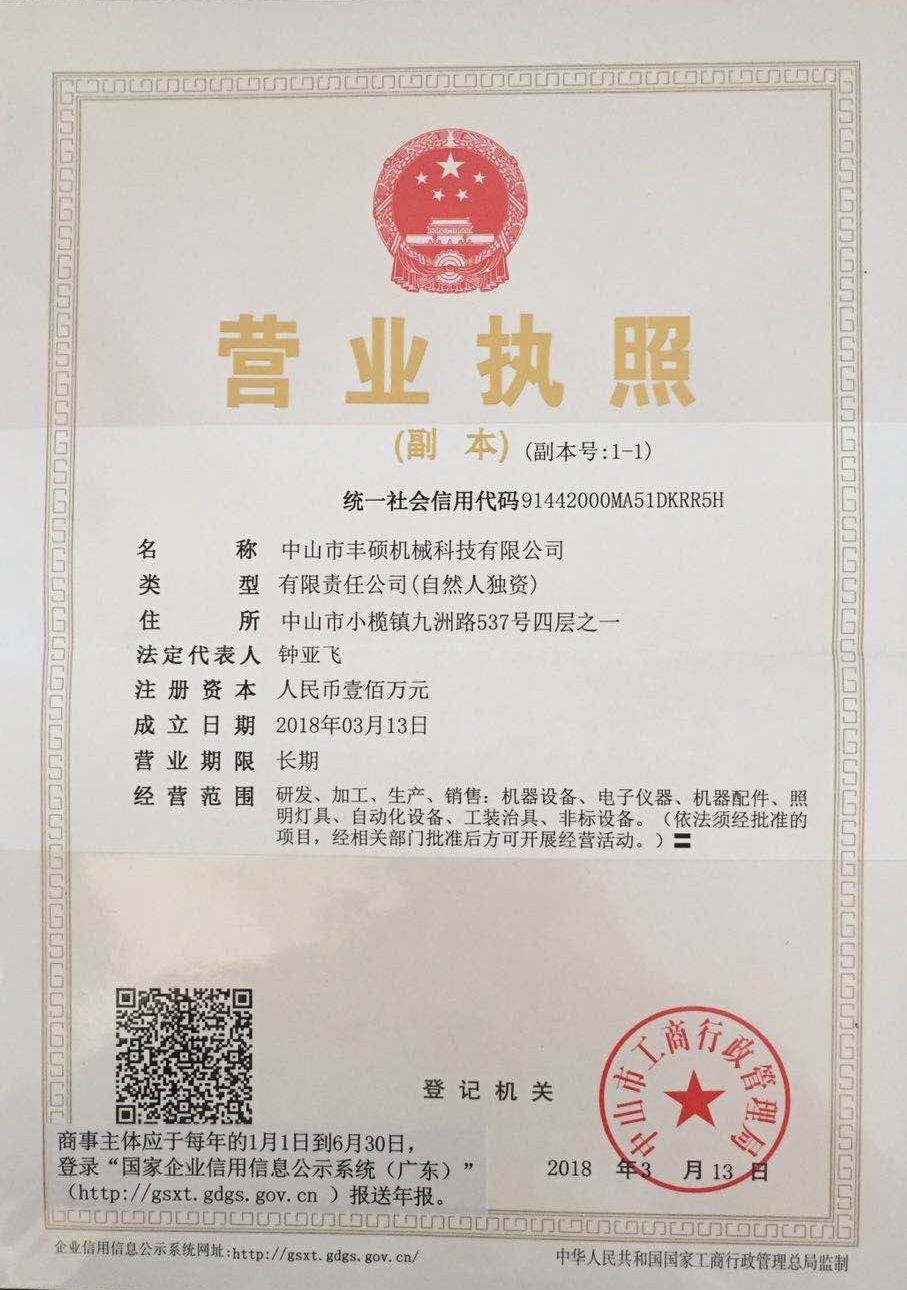 营业执照
(副 本) (副本号:1-1)
统一社会信用代码91442000MA51DKRR5H
名 称 中山市丰硕机械科技有限公司
类 型 有限责任公司(自然人独资)
住 所 中山市小榄镇九洲路537号四层之一
法定代表人 钟亚飞
注册资本 人民币壹佰万元
成立日期 2018年03月13日
营业期限 长期
经营范围 研发、加工、生产、销售：机器设备、电子仪器、机器配件、照
明灯具、自动化设备、工装治具、非标设备。（依法须经批准的
项目，经相关部门批准后方可开展经营活动。）〓
登记机关
中山市工商行政管理局
2018 年3 月13 日
商事主体应于每年的1月1日到6月30日，
登录“国家企业信用信息公示系统（广东）”
（http://gsxt.gdgs.gov.cn ）报送年报。
企业信用信息公示系统网址:http://gsxt.gdgs.gov.cn/
中华人民共和国国家工商行政管理总局监制